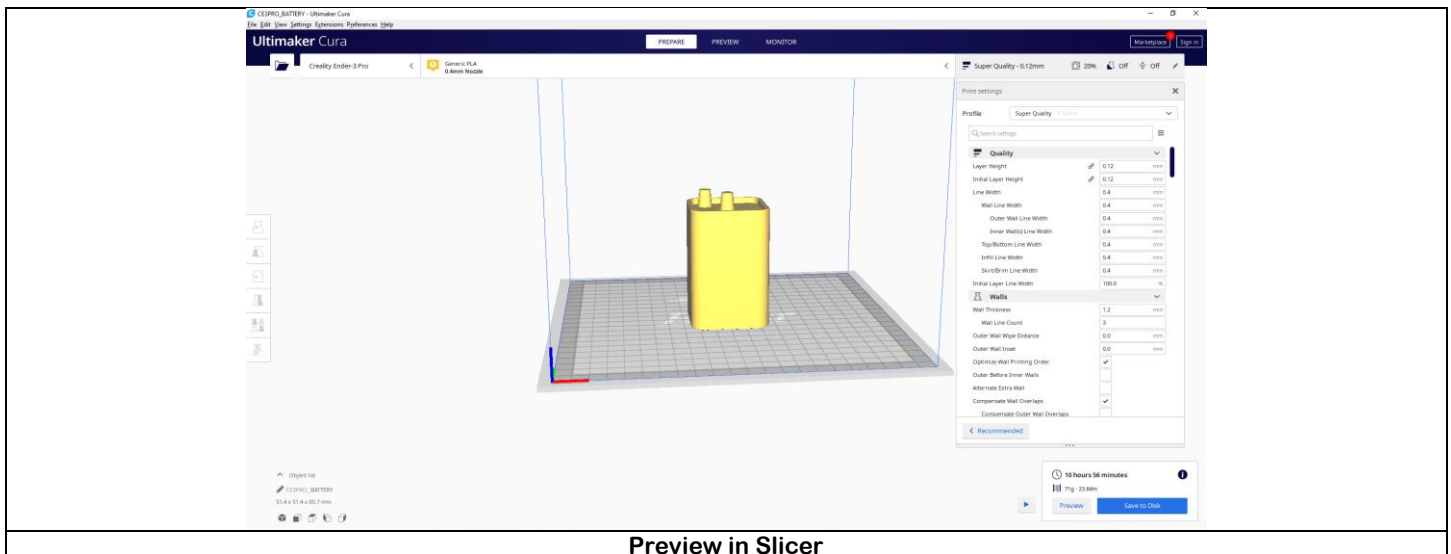 CE3PRO_BATTERY - Ultimaker Cura
File Edit View Settings Extensions Preferences Help
Ultimaker Cura
PREPARE PREVIEW MONITOR
Marketplace Sign in
Creality Ender-3 Pro
Generic PLA
0.4mm Nozzle
Super Quality - 0.12mm 20% Off Off
Print settings
Profile Super Quality
Search settings
Quality
Layer Height 0.12 mm
Initial Layer Height 0.12 mm
Line Width 0.4 mm
Wall Line Width 0.4 mm
Outer Wall Line Width 0.4 mm
Inner Wall(s) Line Width 0.4 mm
Top/Bottom Line Width 0.4 mm
Infill Line Width 0.4 mm
Skirt/Brim Line Width 0.4 mm
Initial Layer Line Width 100.0 %
Walls
Wall Thickness 1.2 mm
Wall Line Count 3
Outer Wall Wipe Distance 0.0 mm
Outer Wall Inset 0.0 mm
Optimize Wall Printing Order
Outer Before Inner Walls
Alternate Extra Wall
Compensate Wall Overlaps
Compensate Outer Wall Overlaps
Recommended
Object list
CE3PRO_BATTERY
51.4 x 51.4 x 85.7 mm
10 hours 56 minutes
71g · 23.66m
Preview Save to Disk
Preview in Slicer